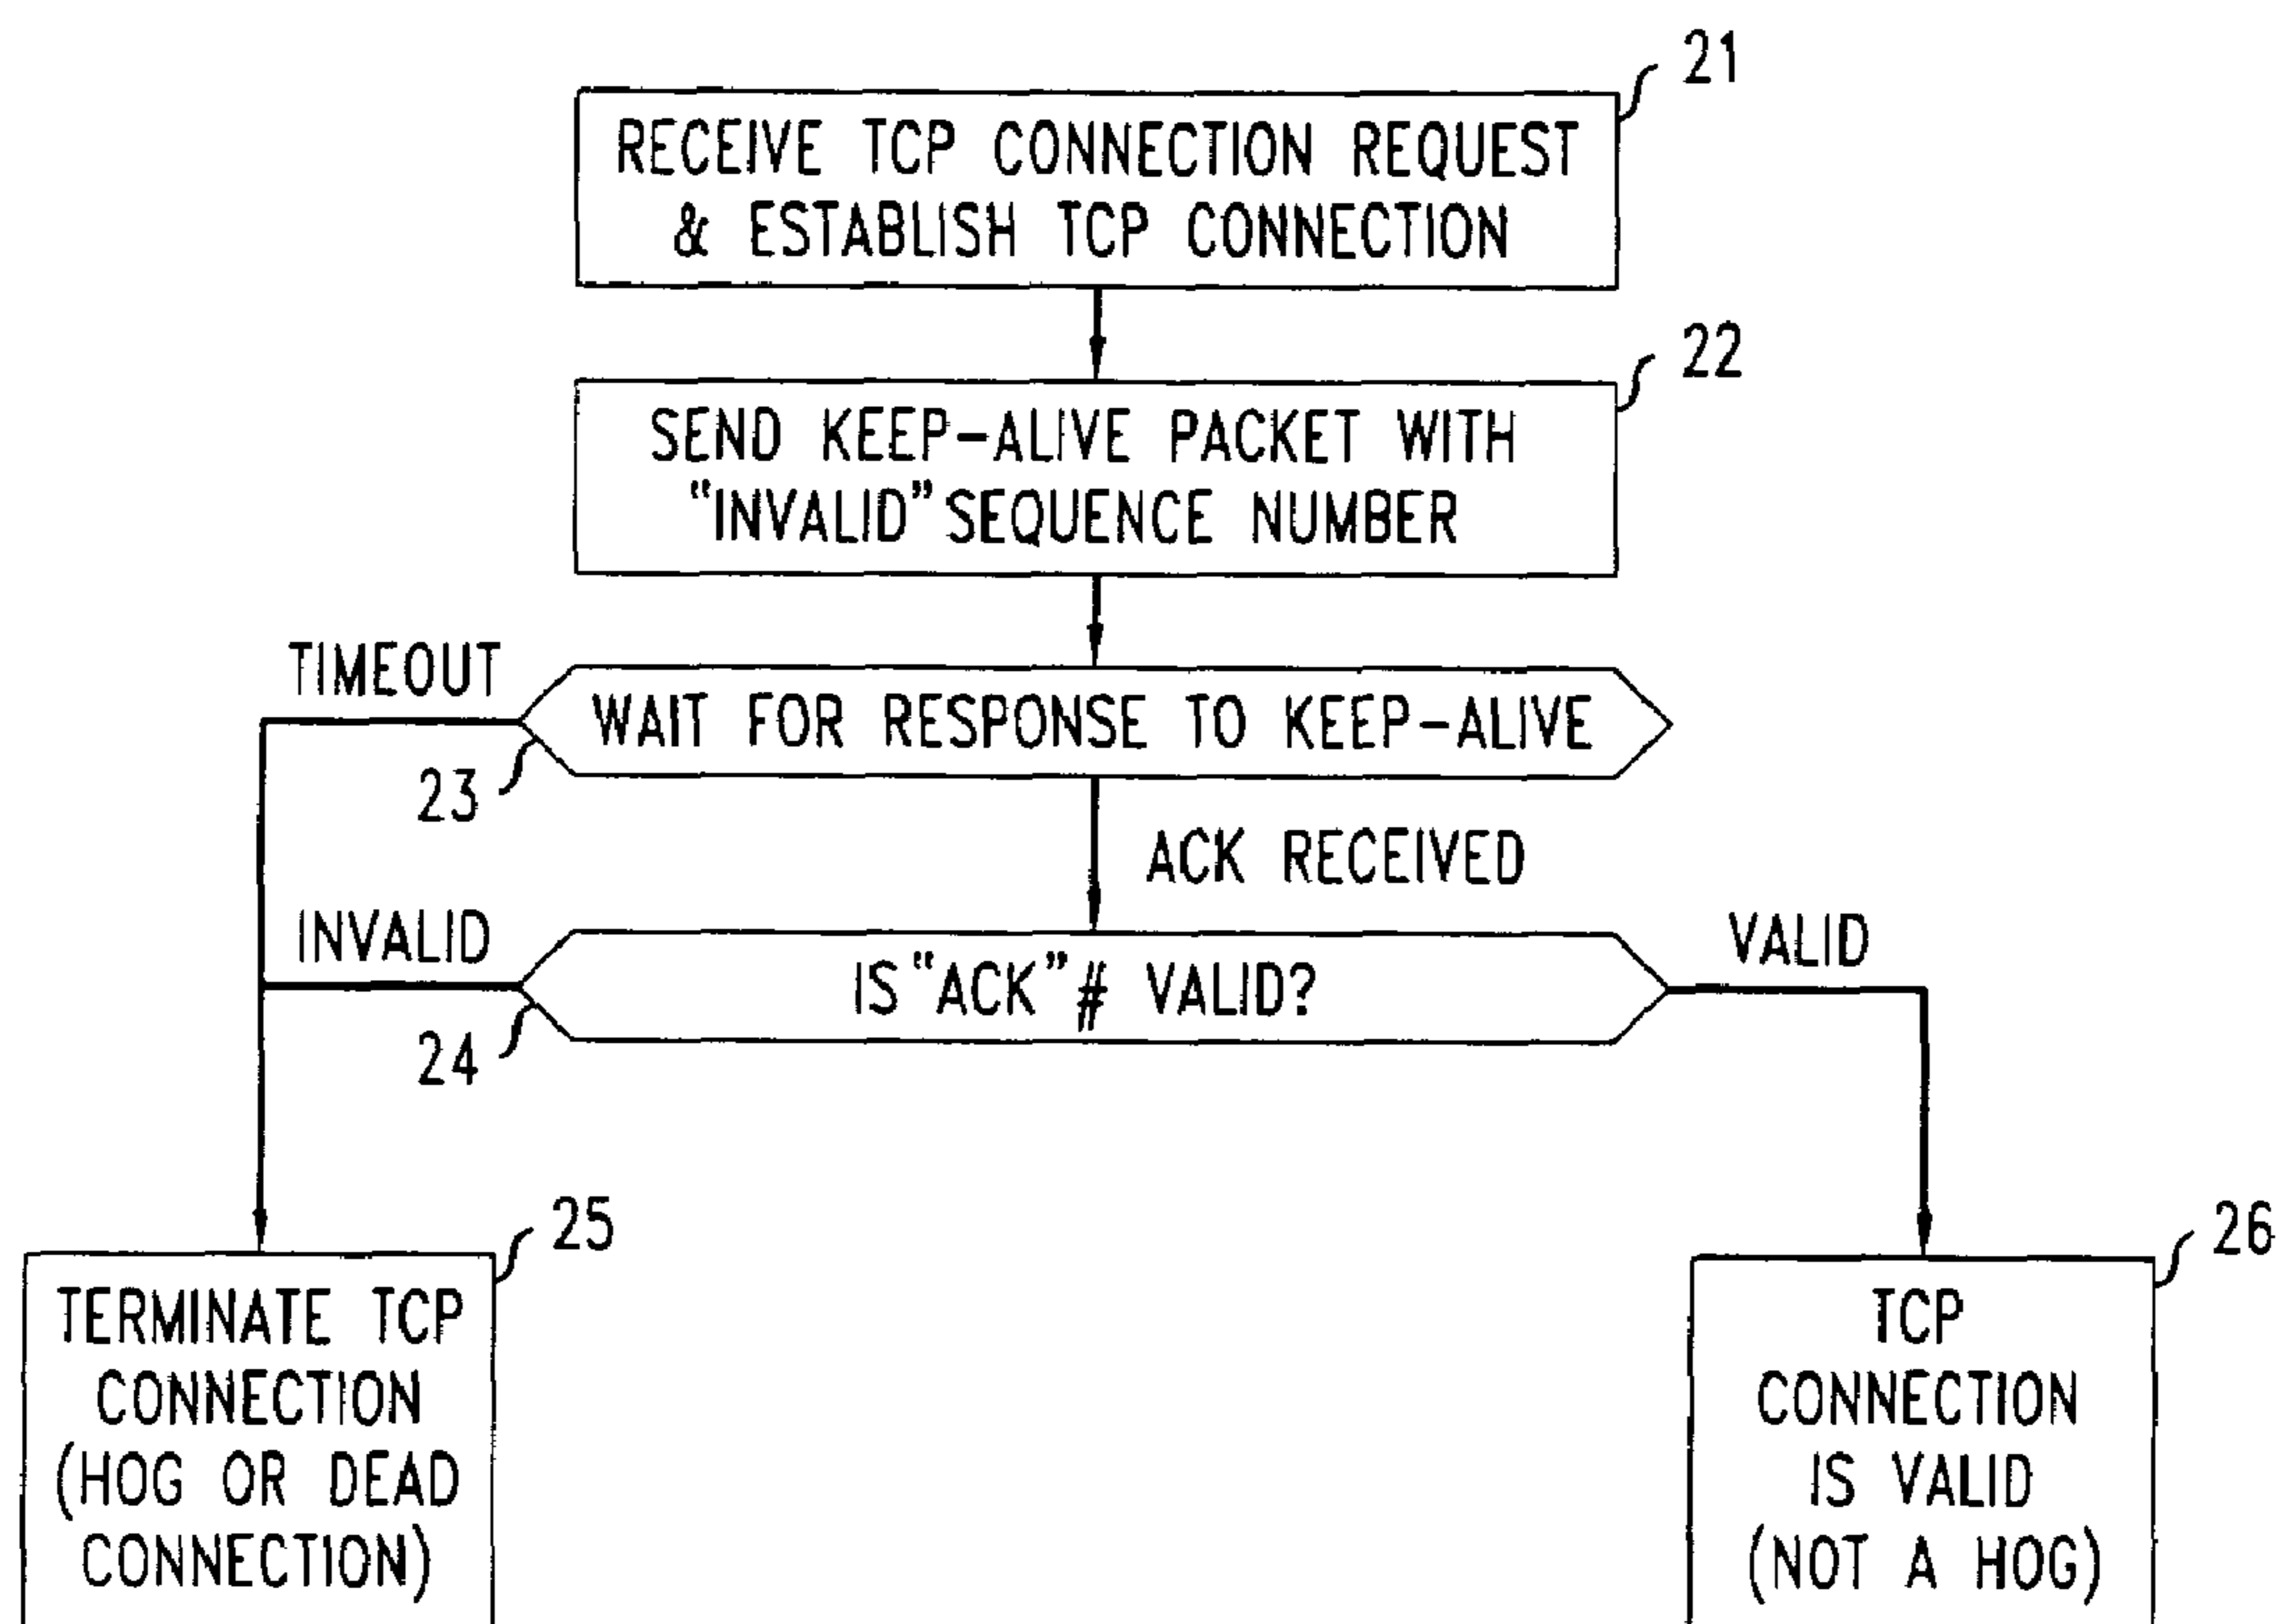 21
RECEIVE TCP CONNECTION REQUEST
& ESTABLISH TCP CONNECTION
22
SEND KEEP-ALIVE PACKET WITH
“INVALID” SEQUENCE NUMBER
TIMEOUT
WAIT FOR RESPONSE TO KEEP-ALIVE
23
ACK RECEIVED
INVALID
IS “ACK” # VALID?
VALID
24
25
TERMINATE TCP
CONNECTION
(HOG OR DEAD
CONNECTION)
26
TCP
CONNECTION
IS VALID
(NOT A HOG)